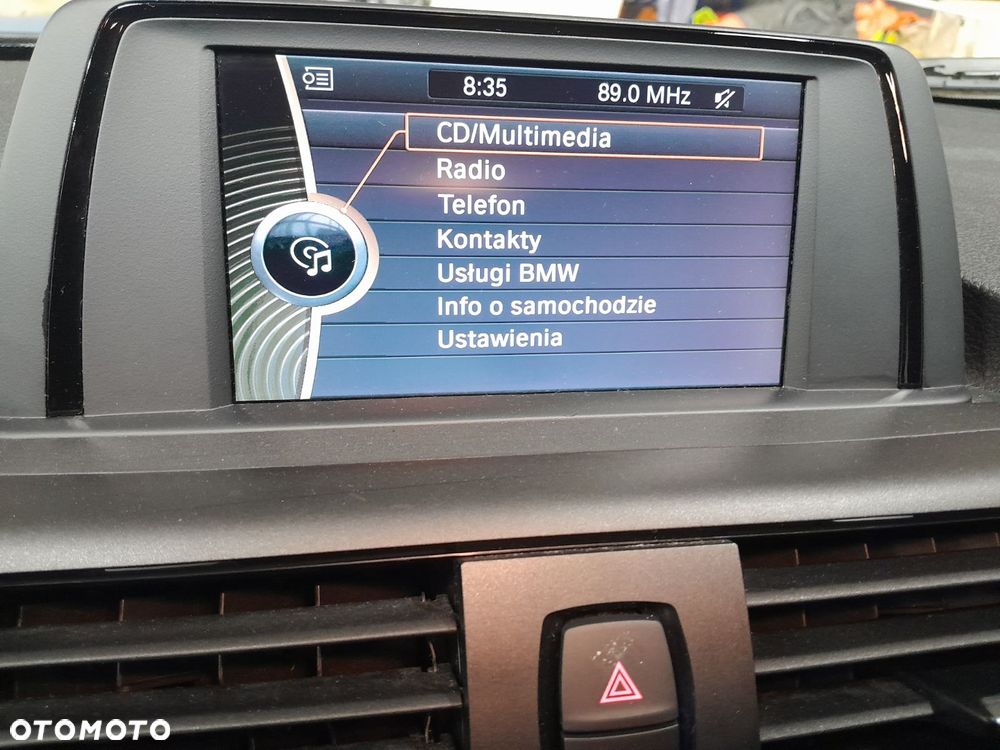 8:35 89.0 MHz
CD/Multimedia
Radio
Telefon
Kontakty
Usługi BMW
Info o samochodzie
Ustawienia
OTOMOTO